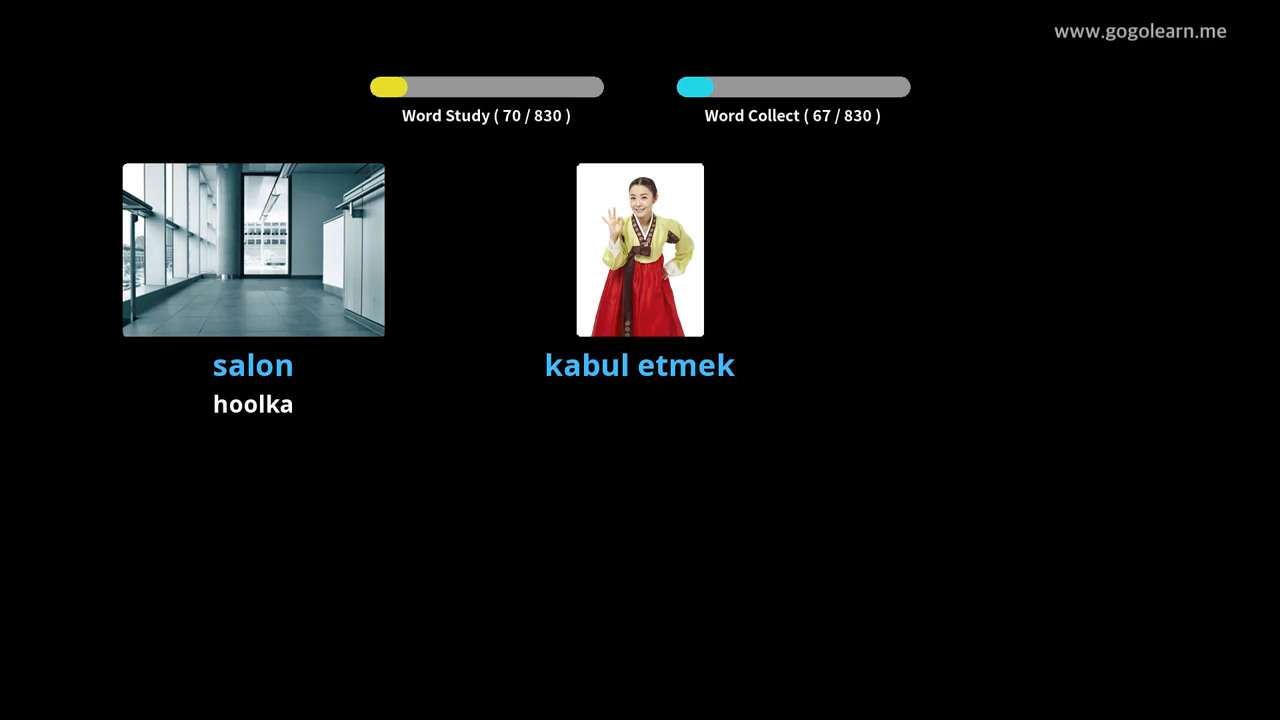 www.gogolearn.me
Word Study ( 70 / 830 )
Word Collect ( 67 / 830 )
salon
hoolka
kabul etmek